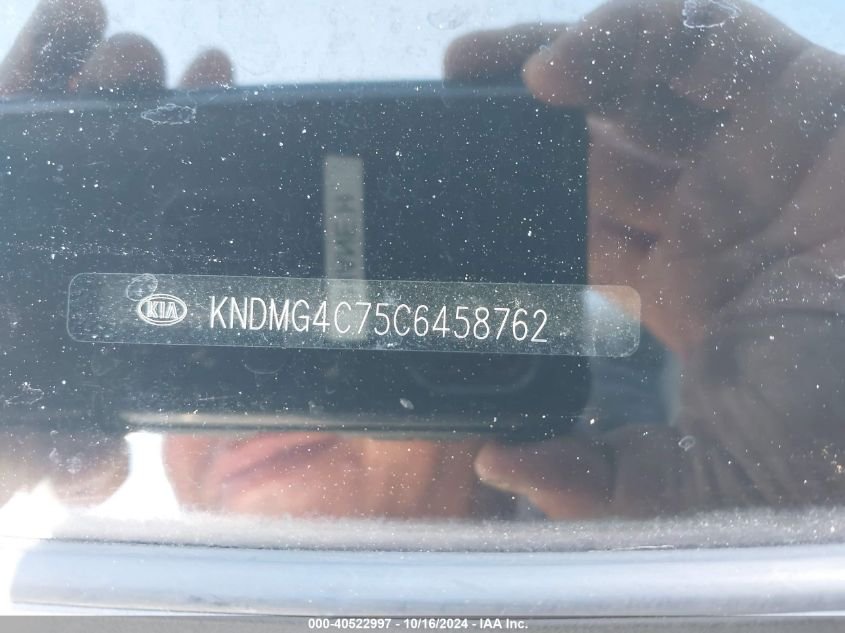 KIA KNDMG4C75C6458762
000-40522997 - 10/16/2024 - IAA Inc.